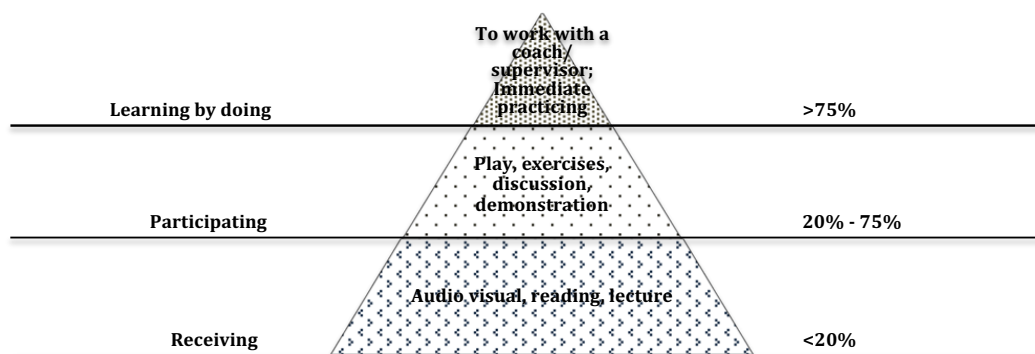 To work with a
coach/
supervisor;
Immediate
practicing
Learning by doing
>75%
Play, exercises,
discussion,
demonstration
Participating
20% - 75%
Audio visual, reading, lecture
Receiving
<20%